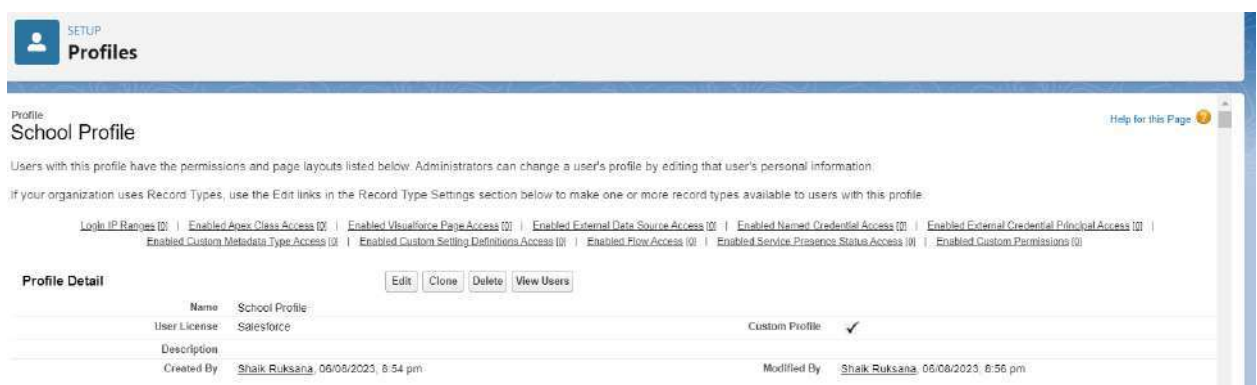 SETUP
Profiles
Profile
School Profile
Help for this Page
Users with this profile have the permissions and page layouts listed below. Administrators can change a user's profile by editing that user's personal information.
If your organization uses Record Types, use the Edit links in the Record Type Settings section below to make one or more record types available to users with this profile.
Login IP Ranges [0] | Enabled Apex Class Access [0] | Enabled Visualforce Page Access [0] | Enabled External Data Source Access [0] | Enabled Named Credential Access [0] | Enabled External Credential Principal Access [0] |
Enabled Custom Metadata Type Access [0] | Enabled Custom Setting Definitions Access [0] | Enabled Flow Access [0] | Enabled Service Presence Status Access [0] | Enabled Custom Permissions [0]
Profile Detail Edit Clone Delete View Users
Name School Profile
User License Salesforce Custom Profile ✓
Description
Created By Shaik Ruksana, 06/08/2023, 8:54 pm Modified By Shaik Ruksana, 06/08/2023, 8:56 pm